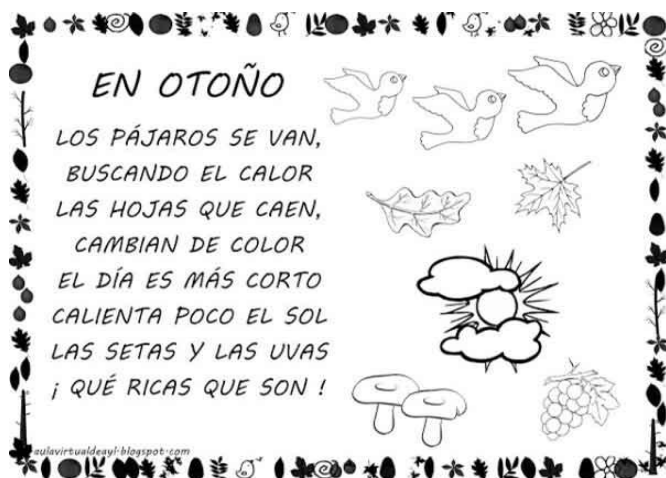 EN OTOÑO
LOS PÁJAROS SE VAN,
BUSCANDO EL CALOR
LAS HOJAS QUE CAEN,
CAMBIAN DE COLOR
EL DÍA ES MÁS CORTO
CALIENTA POCO EL SOL
LAS SETAS Y LAS UVAS
¡ QUÉ RICAS QUE SON !
aulavirtualdeayl.blogspot.com